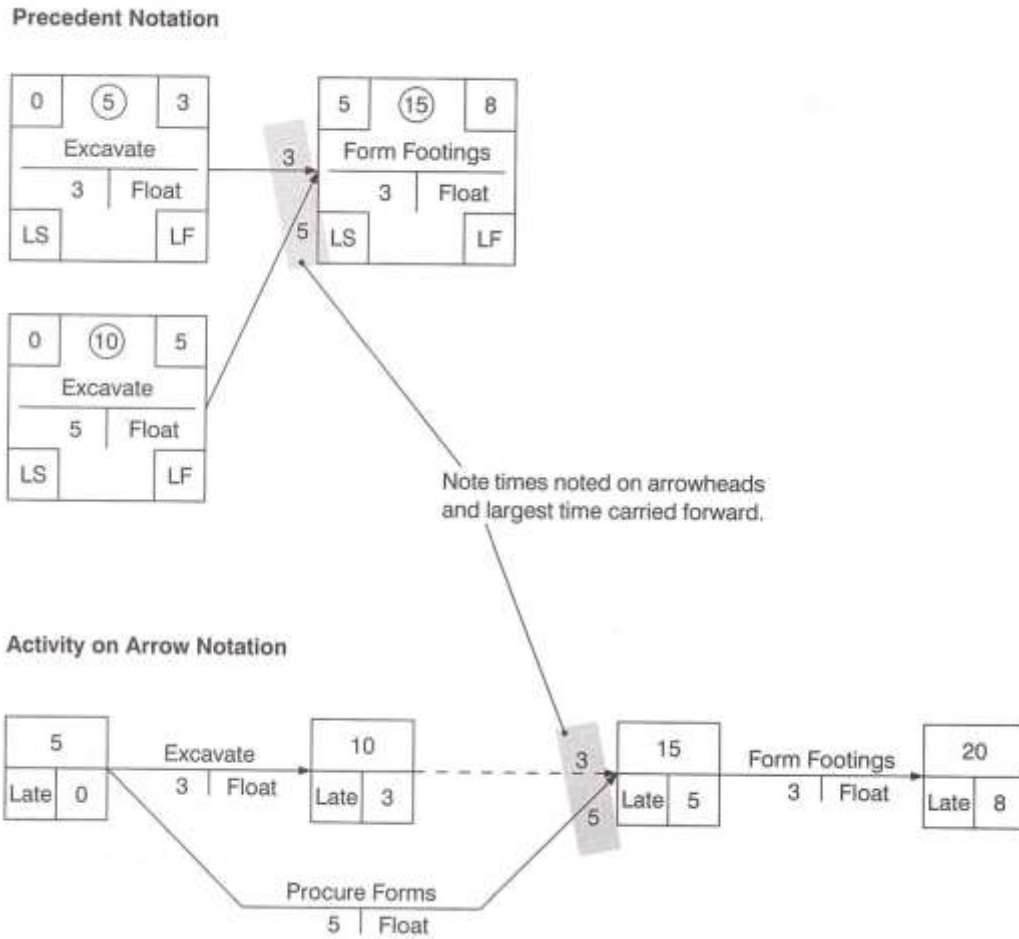 Precedent Notation
0 5 3
Excavate
3 Float
LS LF
3
5
5 15 8
Form Footings
3 Float
LS LF
0 10 5
Excavate
5 Float
LS LF
Note times noted on arrowheads
and largest time carried forward.
Activity on Arrow Notation
5
Late 0
Excavate
3 Float
10
Late 3
3
5
15
Late 5
Form Footings
3 Float
20
Late 8
Procure Forms
5 Float